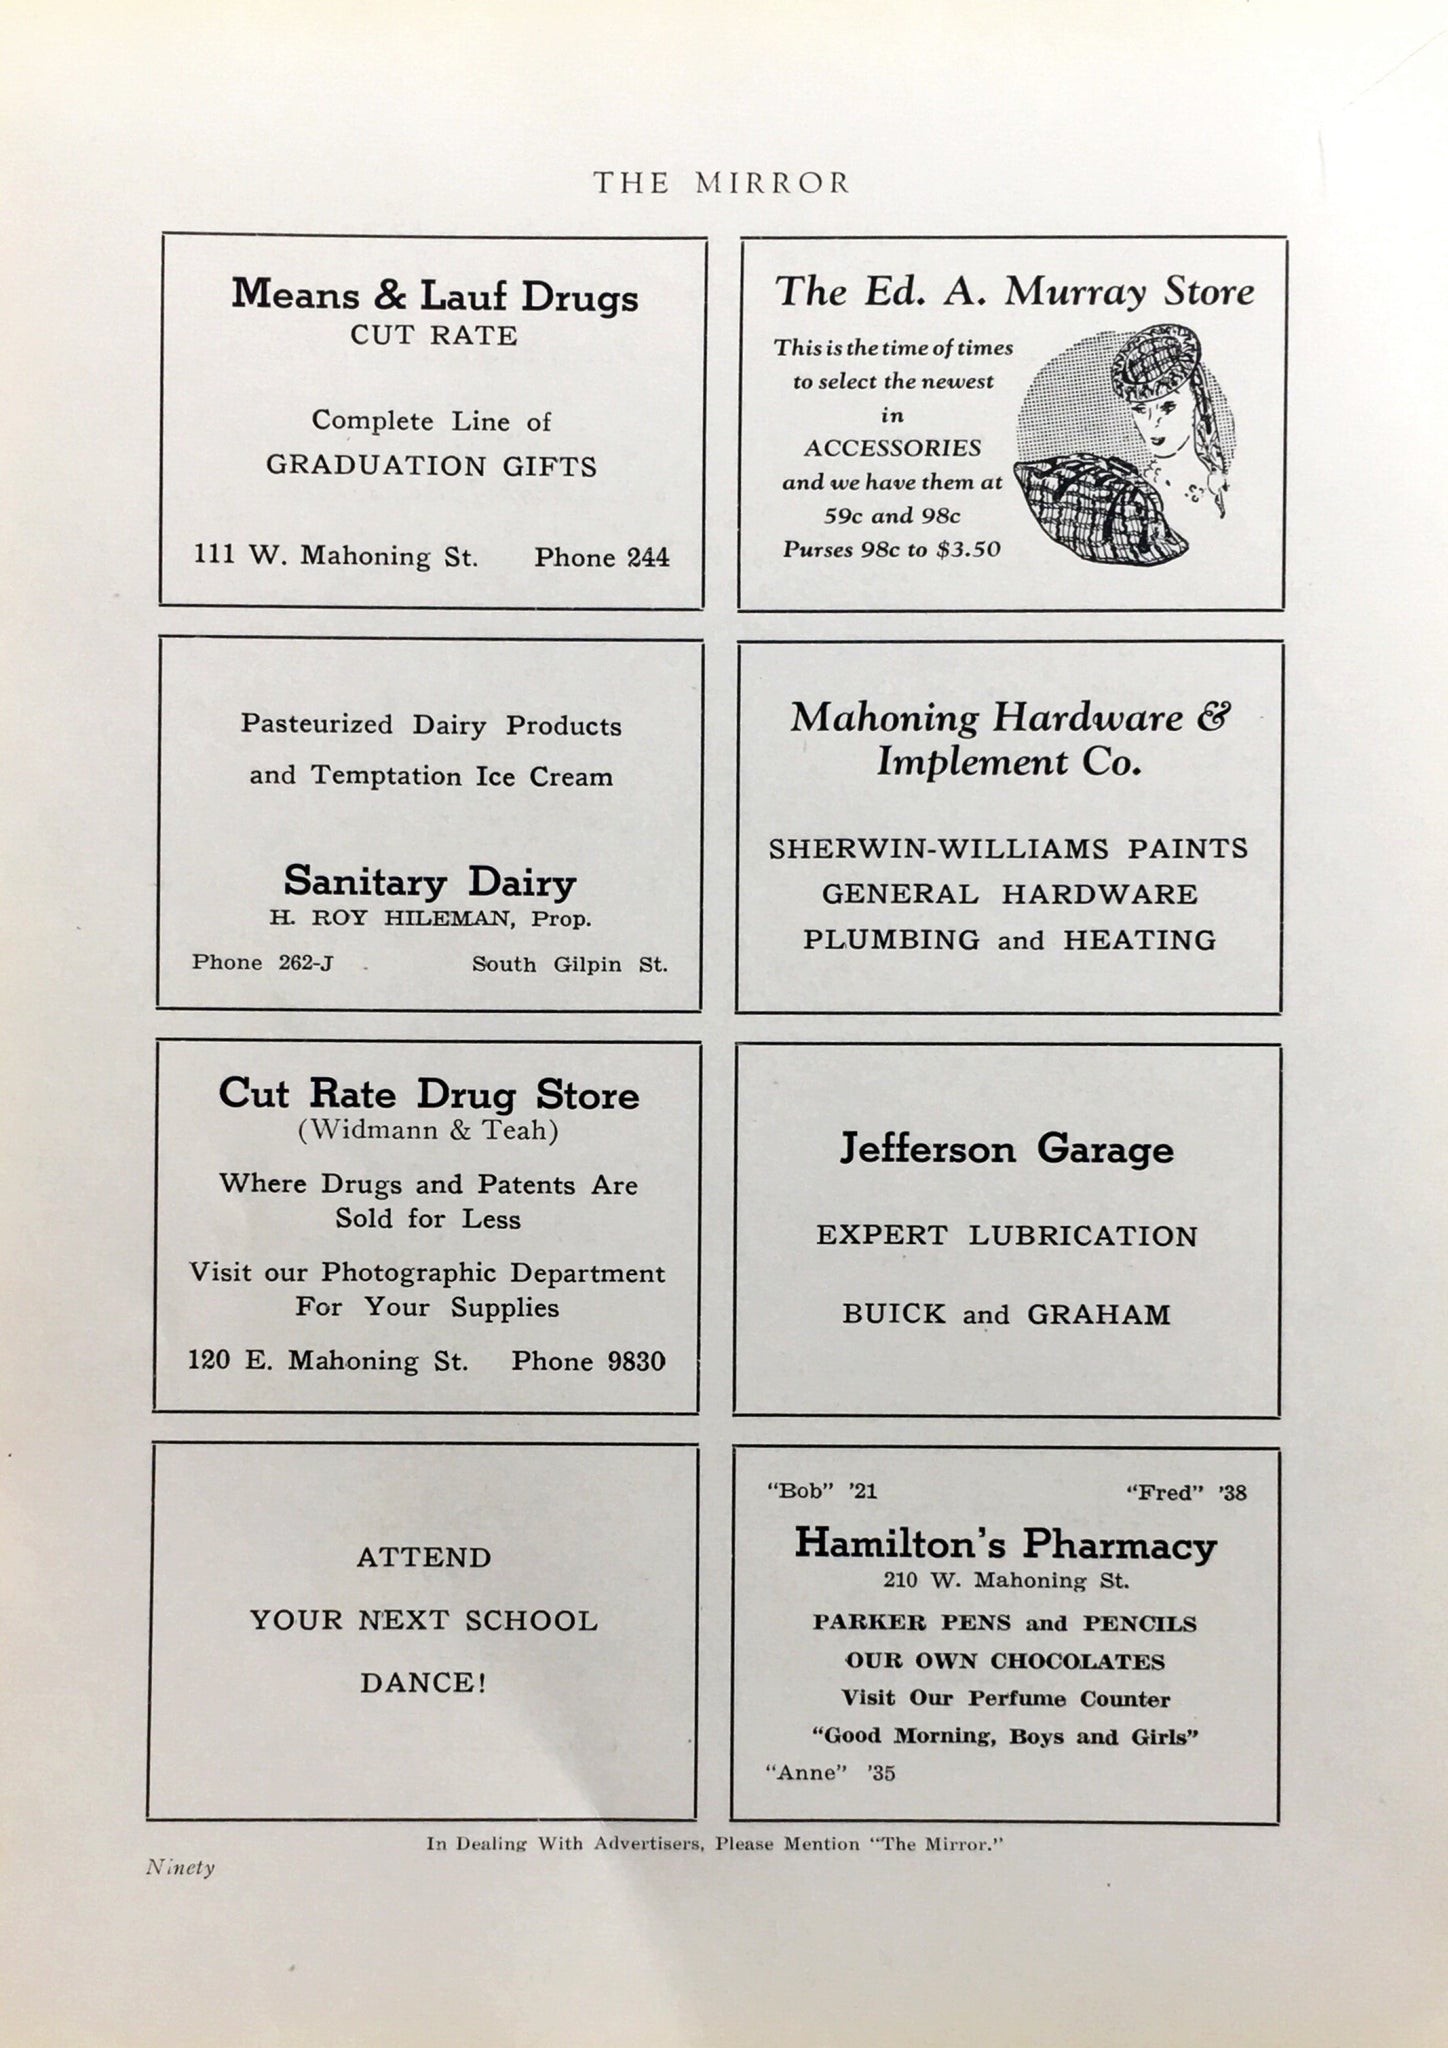 THE MIRROR
Means & Lauf Drugs
CUT RATE
Complete Line of
GRADUATION GIFTS
111 W. Mahoning St. Phone 244
The Ed. A. Murray Store
This is the time of times
to select the newest
in
ACCESSORIES
and we have them at
59c and 98c
Purses 98c to $3.50
Pasteurized Dairy Products
and Temptation Ice Cream
Sanitary Dairy
H. ROY HILEMAN, Prop.
Phone 262-J South Gilpin St.
Mahoning Hardware &
Implement Co.
SHERWIN-WILLIAMS PAINTS
GENERAL HARDWARE
PLUMBING and HEATING
Cut Rate Drug Store
(Widmann & Teah)
Where Drugs and Patents Are
Sold for Less
Visit our Photographic Department
For Your Supplies
120 E. Mahoning St. Phone 9830
Jefferson Garage
EXPERT LUBRICATION
BUICK and GRAHAM
ATTEND
YOUR NEXT SCHOOL
DANCE!
"Bob" '21 "Fred" '38
Hamilton's Pharmacy
210 W. Mahoning St.
PARKER PENS and PENCILS
OUR OWN CHOCOLATES
Visit Our Perfume Counter
"Good Morning, Boys and Girls"
"Anne" '35
In Dealing With Advertisers, Please Mention "The Mirror."
Ninety